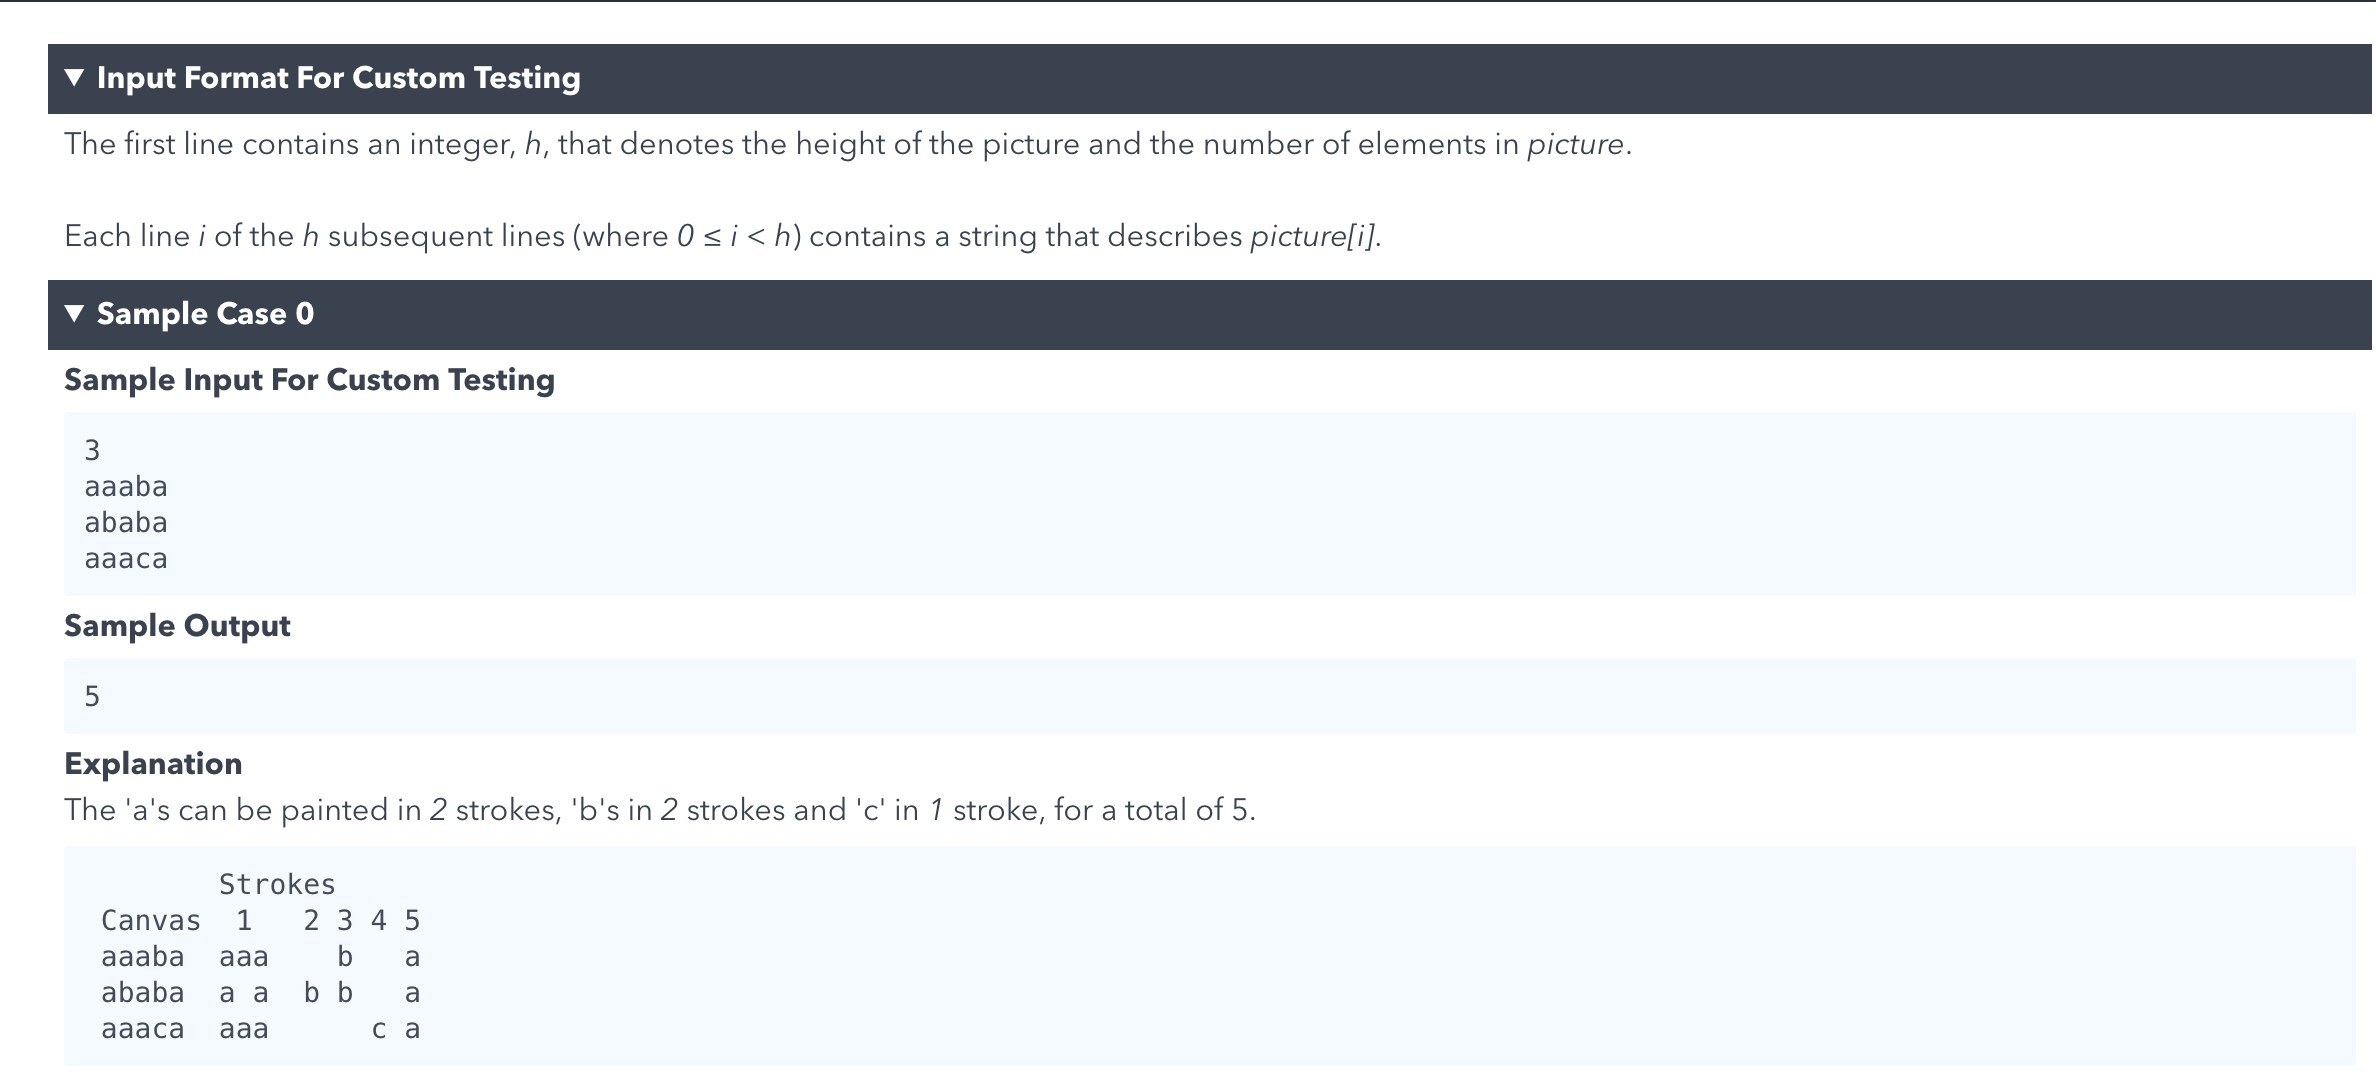 ▼ Input Format For Custom Testing
The first line contains an integer, h, that denotes the height of the picture and the number of elements in picture.
Each line i of the h subsequent lines (where 0 ≤ i < h) contains a string that describes picture[i].
▼ Sample Case 0
Sample Input For Custom Testing
3
aaaba
ababa
aaaca
Sample Output
5
Explanation
The 'a's can be painted in 2 strokes, 'b's in 2 strokes and 'c' in 1 stroke, for a total of 5.
       Strokes
Canvas  1   2 3 4 5
aaaba  aaa    b   a
ababa  a a  b b   a
aaaca  aaa      c a